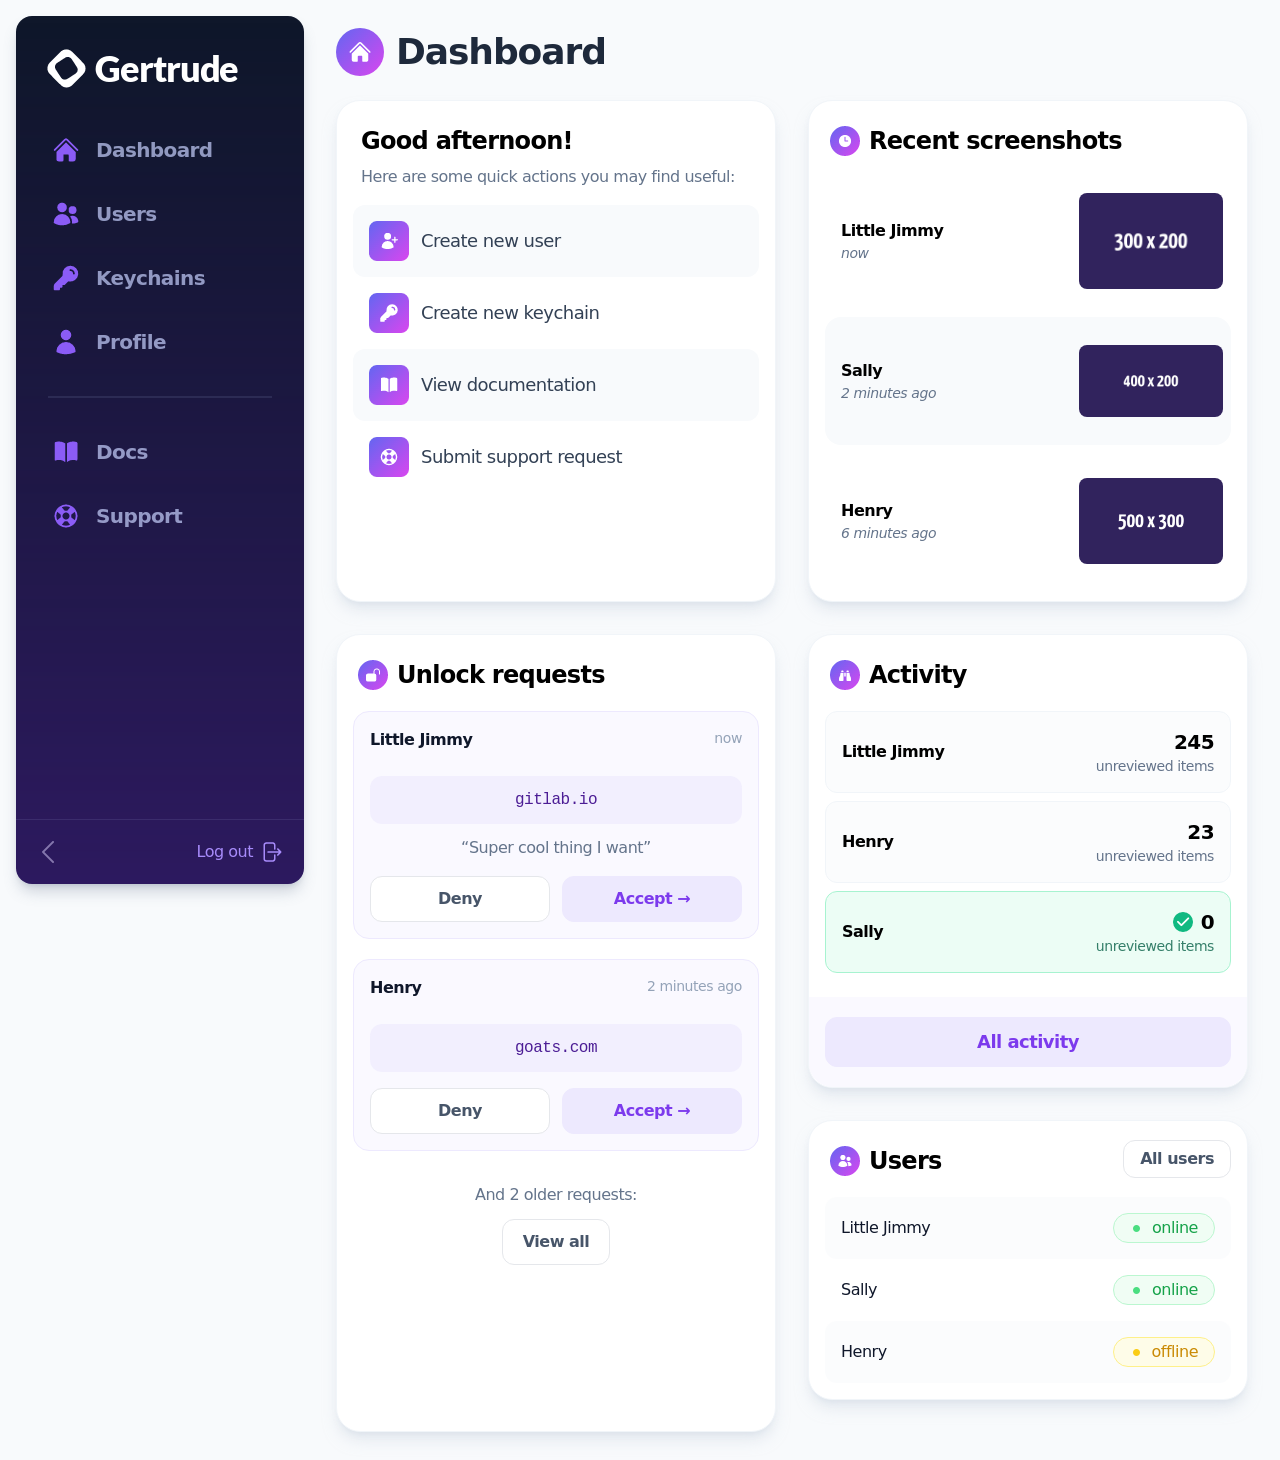 Gertrude
Dashboard
Users
Keychains
Profile
Docs
Support
Log out
Dashboard
Good afternoon!
Here are some quick actions you may find useful:
Create new user
Create new keychain
View documentation
Submit support request
Recent screenshots
Little Jimmy
now
300 x 200
Sally
2 minutes ago
400 x 200
Henry
6 minutes ago
500 x 300
Unlock requests
Little Jimmy now
gitlab.io
“Super cool thing I want”
Deny Accept →
Henry 2 minutes ago
goats.com
Deny Accept →
And 2 older requests:
View all
Activity
Little Jimmy 245
unreviewed items
Henry 23
unreviewed items
Sally 0
unreviewed items
All activity
Users All users
Little Jimmy online
Sally online
Henry offline